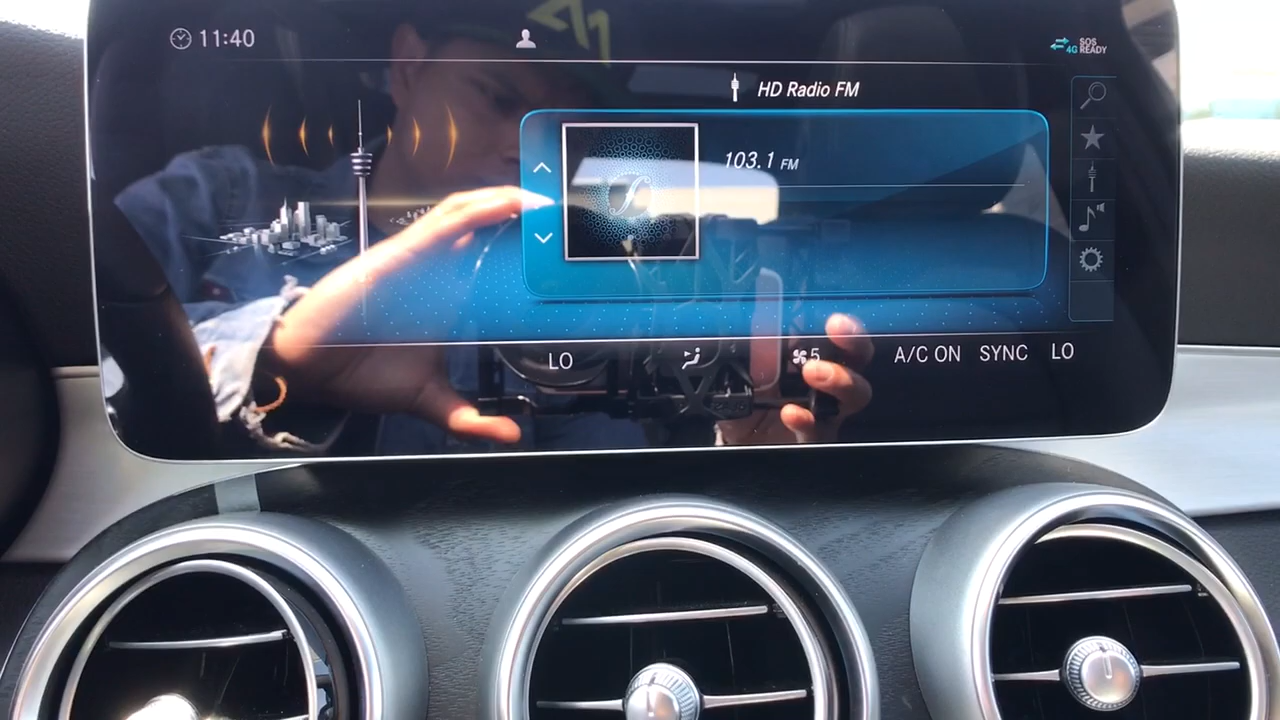 11:40
4G SOS READY
HD Radio FM
103.1 FM
LO
5
A/C ON
SYNC
LO